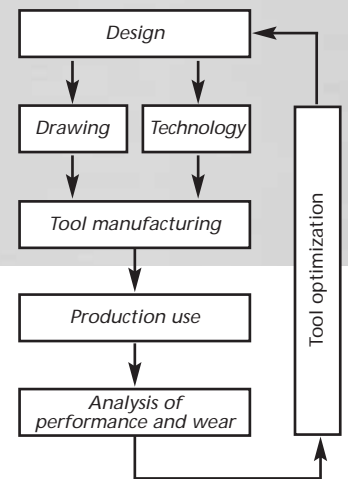 Design
Drawing
Technology
Tool manufacturing
Production use
Analysis of
performance and wear
Tool optimization